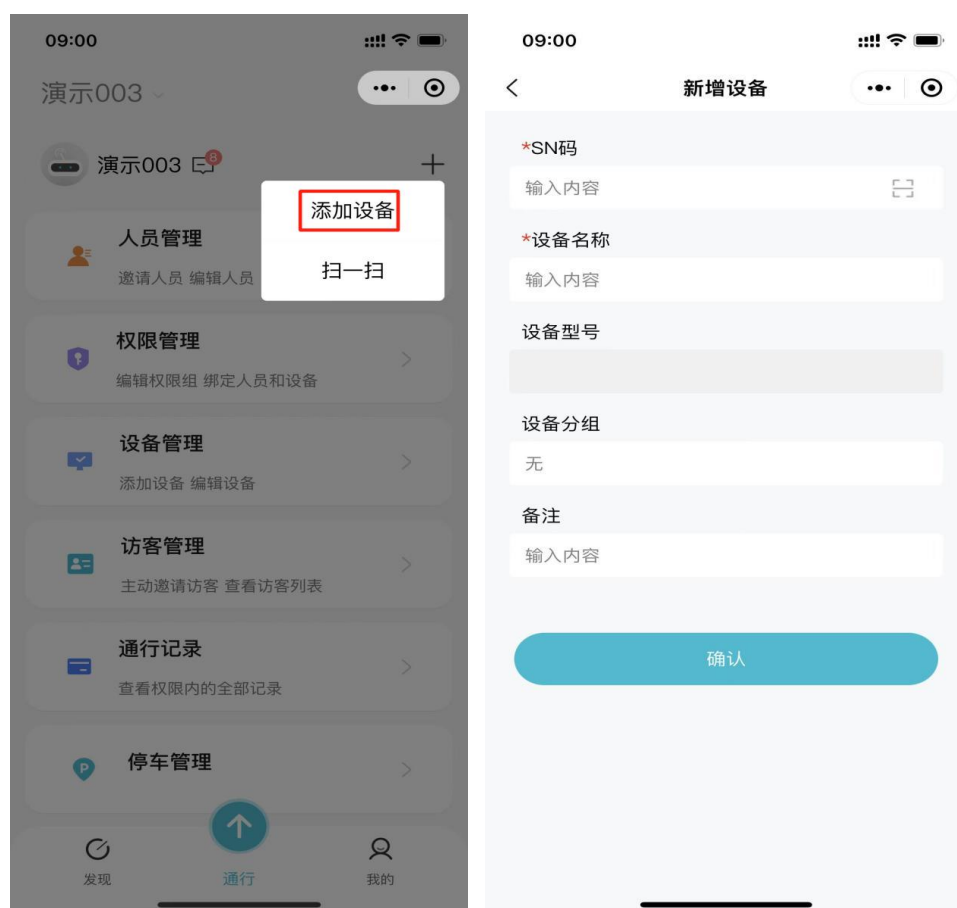 09:00
演示003
演示003
8
添加设备
扫一扫
人员管理
邀请人员 编辑人员
权限管理
编辑权限组 绑定人员和设备
设备管理
添加设备 编辑设备
访客管理
主动邀请访客 查看访客列表
通行记录
查看权限内的全部记录
P
停车管理
发现
通行
我的
09:00
新增设备
*SN码
输入内容
*设备名称
输入内容
设备型号
设备分组
无
备注
输入内容
确认